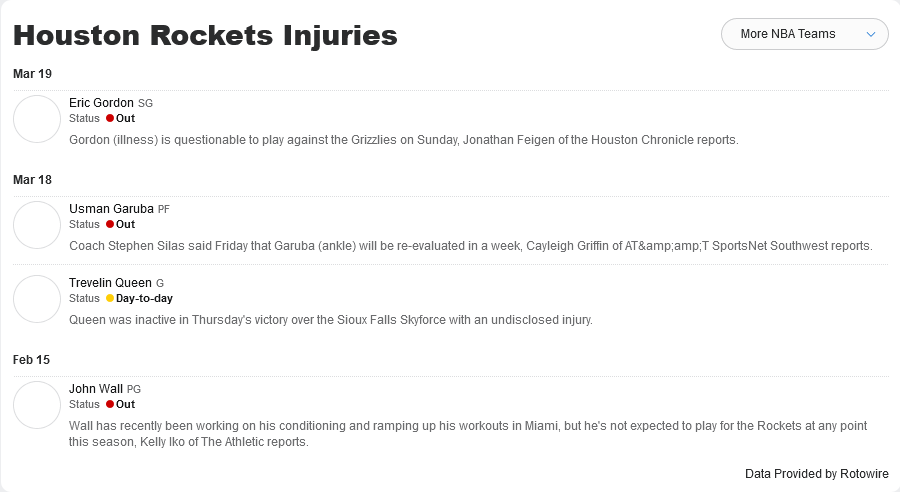 Houston Rockets Injuries
More NBA Teams
Mar 19
Eric Gordon SG
Status Out
Gordon (illness) is questionable to play against the Grizzlies on Sunday, Jonathan Feigen of the Houston Chronicle reports.
Mar 18
Usman Garuba PF
Status Out
Coach Stephen Silas said Friday that Garuba (ankle) will be re-evaluated in a week, Cayleigh Griffin of AT&amp;amp;T SportsNet Southwest reports.
Trevelin Queen G
Status Day-to-day
Queen was inactive in Thursday's victory over the Sioux Falls Skyforce with an undisclosed injury.
Feb 15
John Wall PG
Status Out
Wall has recently been working on his conditioning and ramping up his workouts in Miami, but he's not expected to play for the Rockets at any point
this season, Kelly Iko of The Athletic reports.
Data Provided by Rotowire